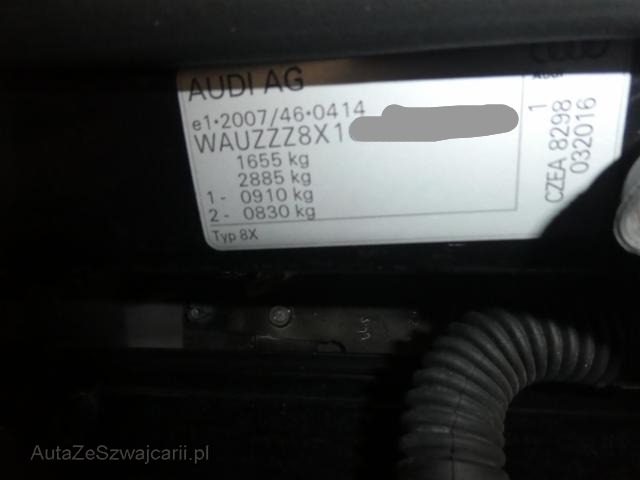 AUDI AG
e1•2007/46•0414
WAUZZZ8X1
1655 kg
2885 kg
1 - 0910 kg
2 - 0830 kg
Typ 8X
1
CZEA 8298
032016
AutaZeSzwajcarii.pl